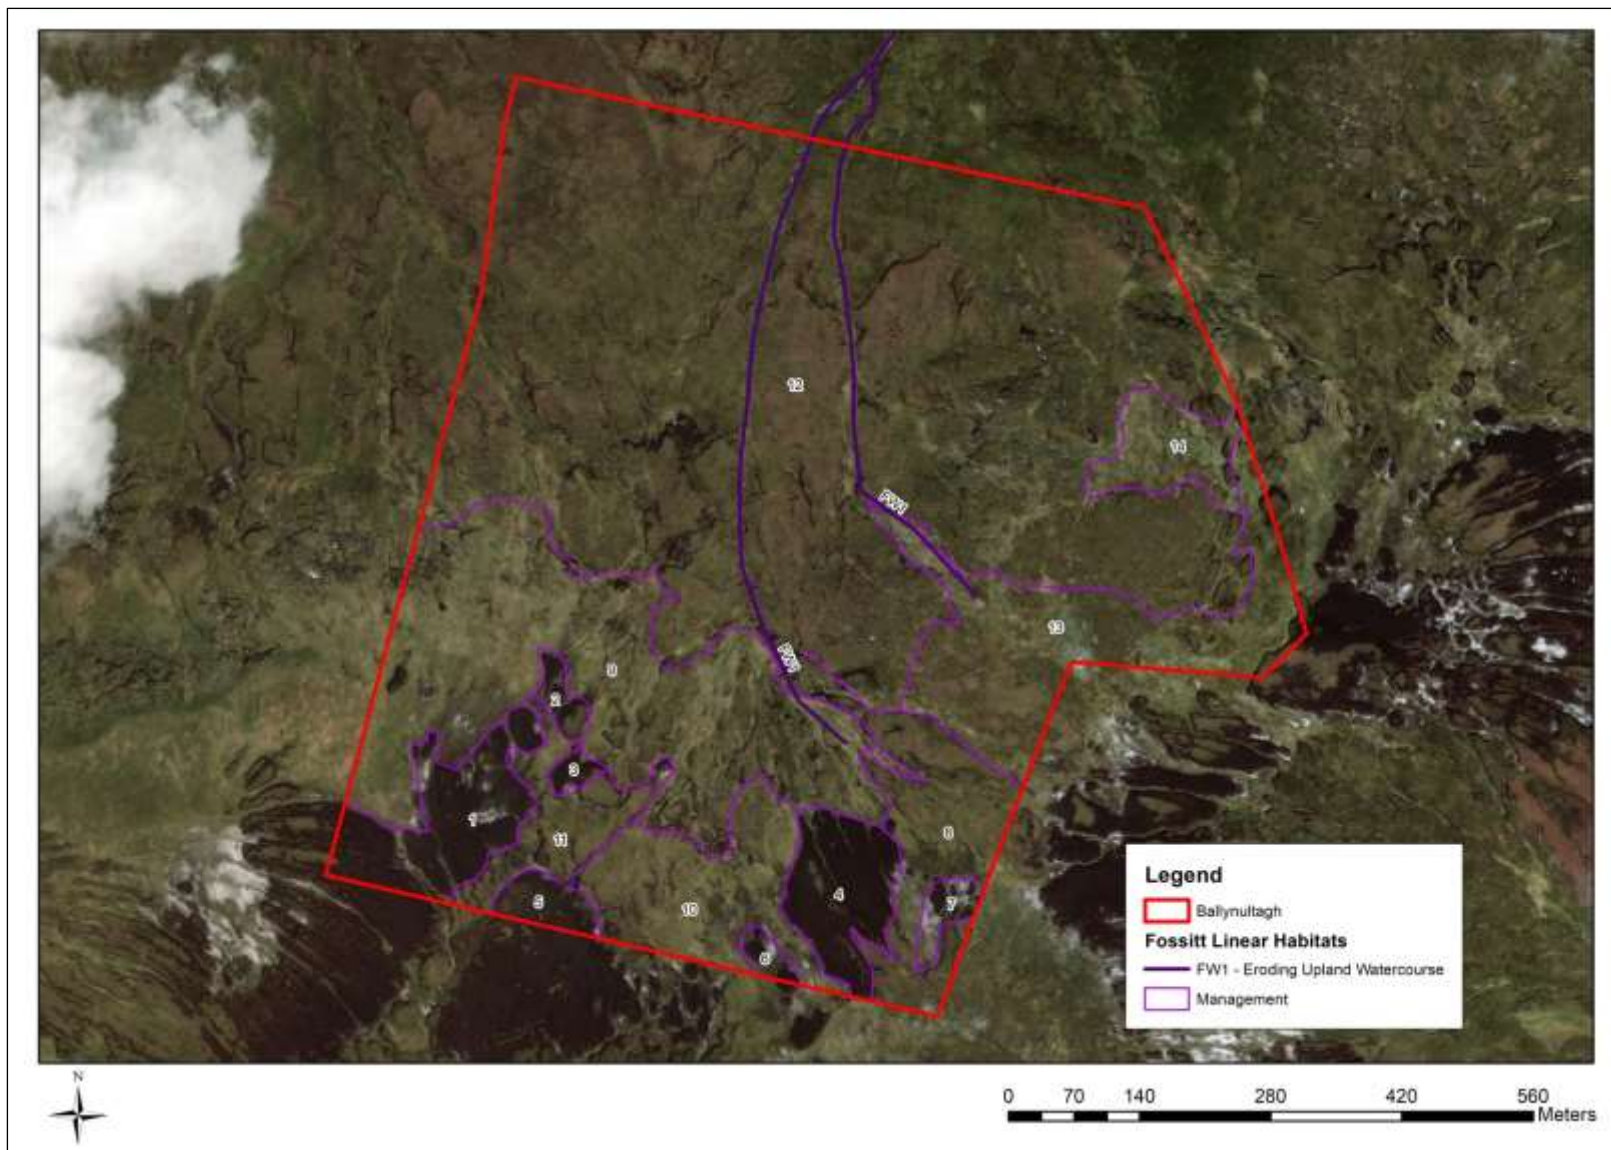 12
14
FW1
13
FW1
9
2
3
1
11
8
4
5
7
10
6
Legend
Ballynultagh
Fossitt Linear Habitats
FW1 - Eroding Upland Watercourse
Management
N
0 70 140 280 420 560
Meters